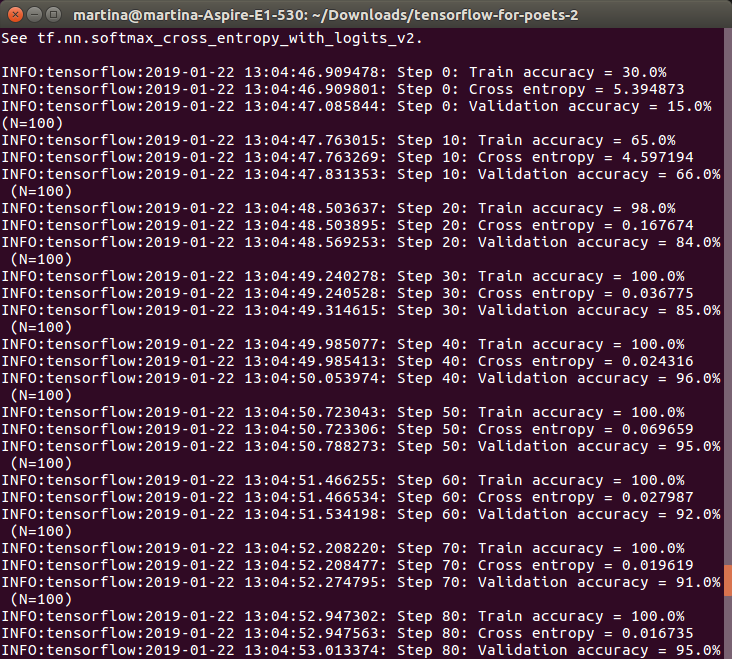 martina@martina-Aspire-E1-530: ~/Downloads/tensorflow-for-poets-2
See tf.nn.softmax_cross_entropy_with_logits_v2.
INFO:tensorflow:2019-01-22 13:04:46.909478: Step 0: Train accuracy = 30.0%
INFO:tensorflow:2019-01-22 13:04:46.909801: Step 0: Cross entropy = 5.394873
INFO:tensorflow:2019-01-22 13:04:47.085844: Step 0: Validation accuracy = 15.0%
(N=100)
INFO:tensorflow:2019-01-22 13:04:47.763015: Step 10: Train accuracy = 65.0%
INFO:tensorflow:2019-01-22 13:04:47.763269: Step 10: Cross entropy = 4.597194
INFO:tensorflow:2019-01-22 13:04:47.831353: Step 10: Validation accuracy = 66.0%
(N=100)
INFO:tensorflow:2019-01-22 13:04:48.503637: Step 20: Train accuracy = 98.0%
INFO:tensorflow:2019-01-22 13:04:48.503895: Step 20: Cross entropy = 0.167674
INFO:tensorflow:2019-01-22 13:04:48.569253: Step 20: Validation accuracy = 84.0%
(N=100)
INFO:tensorflow:2019-01-22 13:04:49.240278: Step 30: Train accuracy = 100.0%
INFO:tensorflow:2019-01-22 13:04:49.240528: Step 30: Cross entropy = 0.036775
INFO:tensorflow:2019-01-22 13:04:49.314615: Step 30: Validation accuracy = 85.0%
(N=100)
INFO:tensorflow:2019-01-22 13:04:49.985077: Step 40: Train accuracy = 100.0%
INFO:tensorflow:2019-01-22 13:04:49.985413: Step 40: Cross entropy = 0.024316
INFO:tensorflow:2019-01-22 13:04:50.053974: Step 40: Validation accuracy = 96.0%
(N=100)
INFO:tensorflow:2019-01-22 13:04:50.723043: Step 50: Train accuracy = 100.0%
INFO:tensorflow:2019-01-22 13:04:50.723306: Step 50: Cross entropy = 0.069659
INFO:tensorflow:2019-01-22 13:04:50.788273: Step 50: Validation accuracy = 95.0%
(N=100)
INFO:tensorflow:2019-01-22 13:04:51.466255: Step 60: Train accuracy = 100.0%
INFO:tensorflow:2019-01-22 13:04:51.466534: Step 60: Cross entropy = 0.027987
INFO:tensorflow:2019-01-22 13:04:51.534198: Step 60: Validation accuracy = 92.0%
(N=100)
INFO:tensorflow:2019-01-22 13:04:52.208220: Step 70: Train accuracy = 100.0%
INFO:tensorflow:2019-01-22 13:04:52.208477: Step 70: Cross entropy = 0.019619
INFO:tensorflow:2019-01-22 13:04:52.274795: Step 70: Validation accuracy = 91.0%
(N=100)
INFO:tensorflow:2019-01-22 13:04:52.947302: Step 80: Train accuracy = 100.0%
INFO:tensorflow:2019-01-22 13:04:52.947563: Step 80: Cross entropy = 0.016735
INFO:tensorflow:2019-01-22 13:04:53.013374: Step 80: Validation accuracy = 95.0%